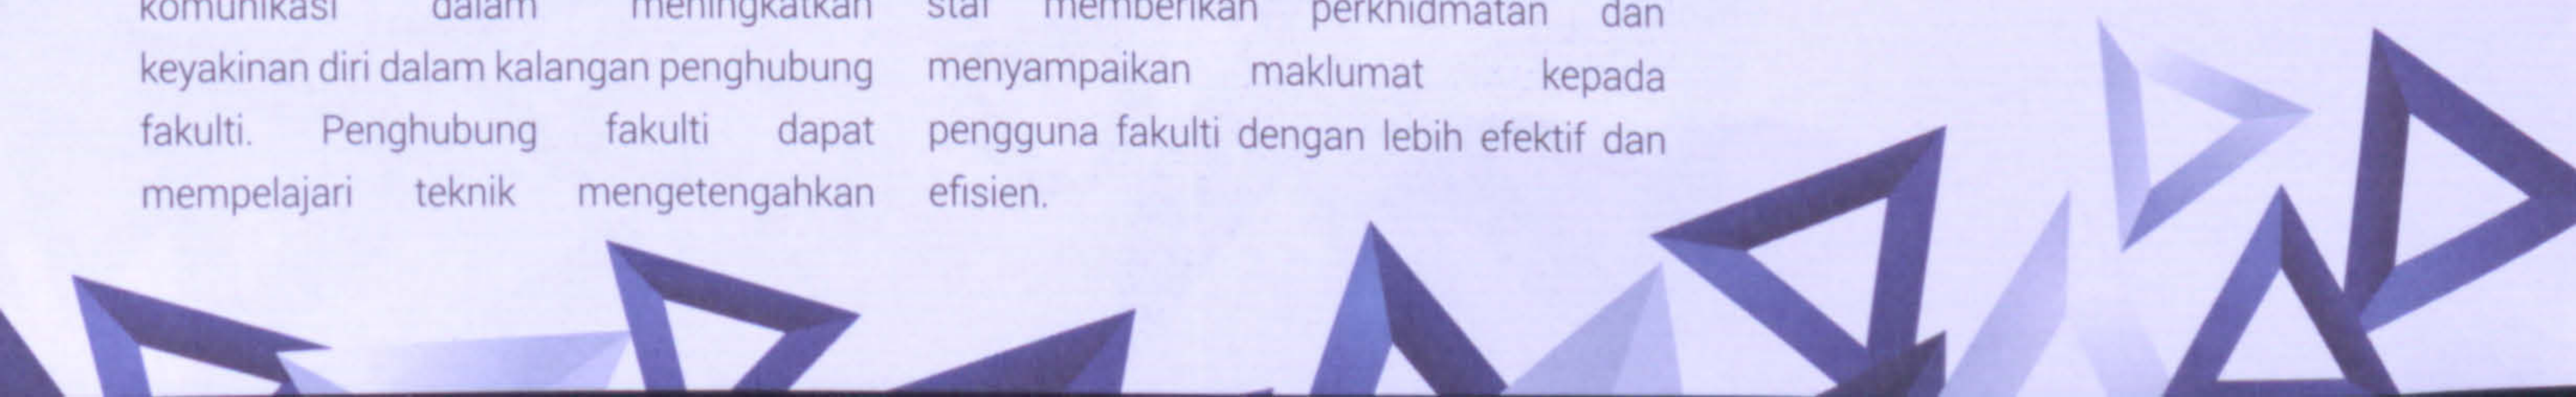 komunikasi dalam meningkatkan
keyakinan diri dalam kalangan penghubung
fakulti. Penghubung fakulti dapat
mempelajari teknik mengetengahkan
staf memberikan perkhidmatan dan
menyampaikan maklumat kepada
pengguna fakulti dengan lebih efektif dan
efisien.